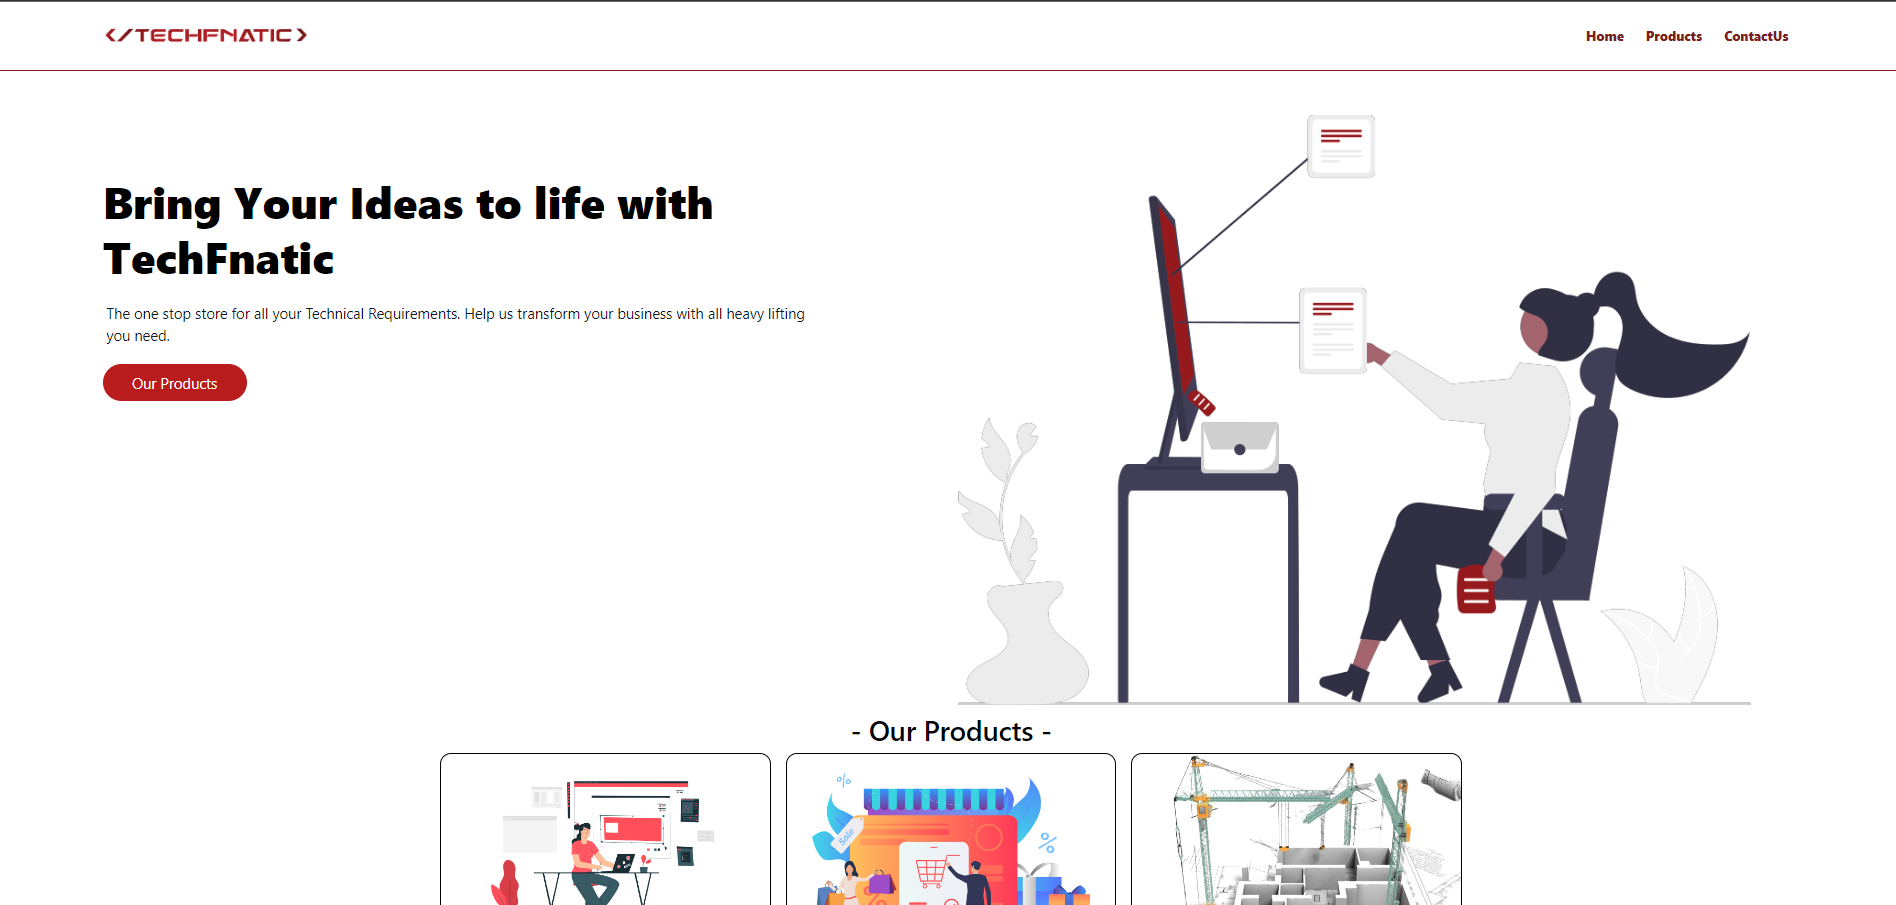 </TECHFNATIC>
Home Products ContactUs
Bring Your Ideas to life with
TechFnatic
The one stop store for all your Technical Requirements. Help us transform your business with all heavy lifting
you need.
Our Products
- Our Products -
%
Sale
%